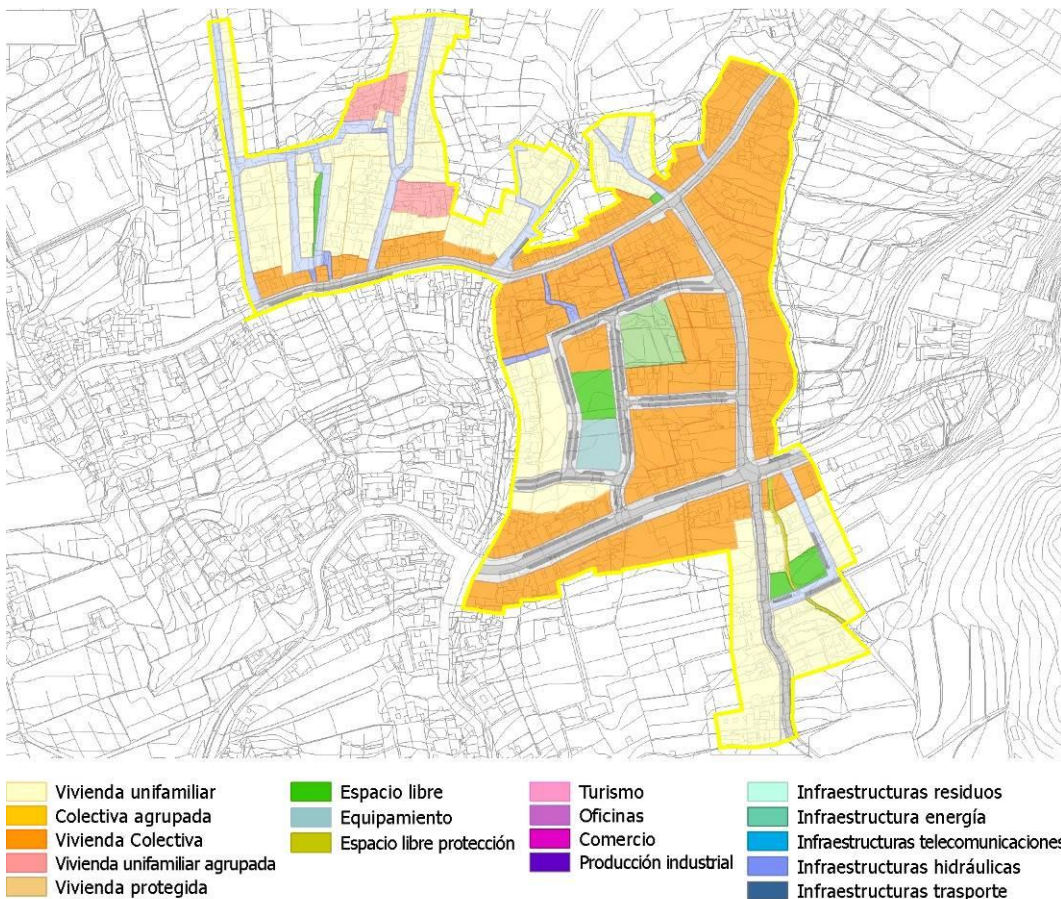 Vivienda unifamiliar
Colectiva agrupada
Vivienda Colectiva
Vivienda unifamiliar agrupada
Vivienda protegida
Espacio libre
Equipamiento
Espacio libre protección
Turismo
Oficinas
Comercio
Producción industrial
Infraestructuras residuos
Infraestructura energía
Infraestructuras telecomunicaciones
Infraestructuras hidráulicas
Infraestructuras trasporte